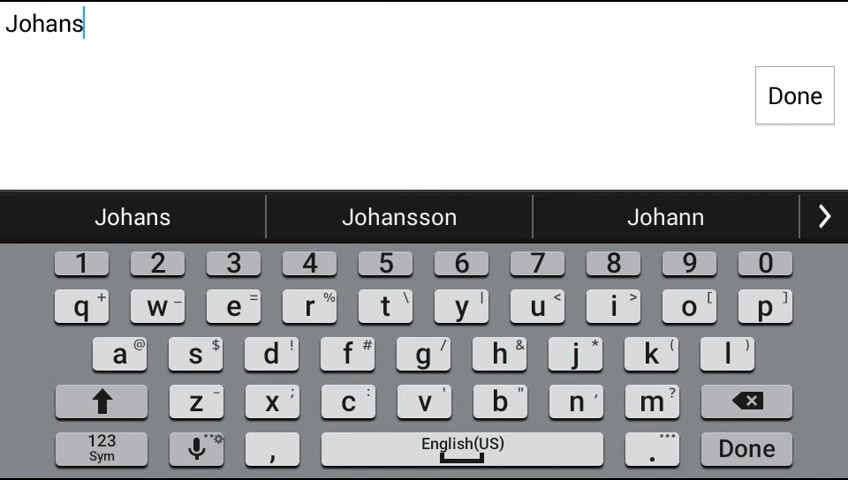 Johans
Done
Johans Johansson Johann
1 2 3 4 5 6 7 8 9 0
q + w _ e = r % t \ y | u < i > o [ p ]
a @ s $ d ! f # g / h & j * k ( l )
z - x ; c : v ' b " n , m ?
123 Sym , English(US) . ... Done